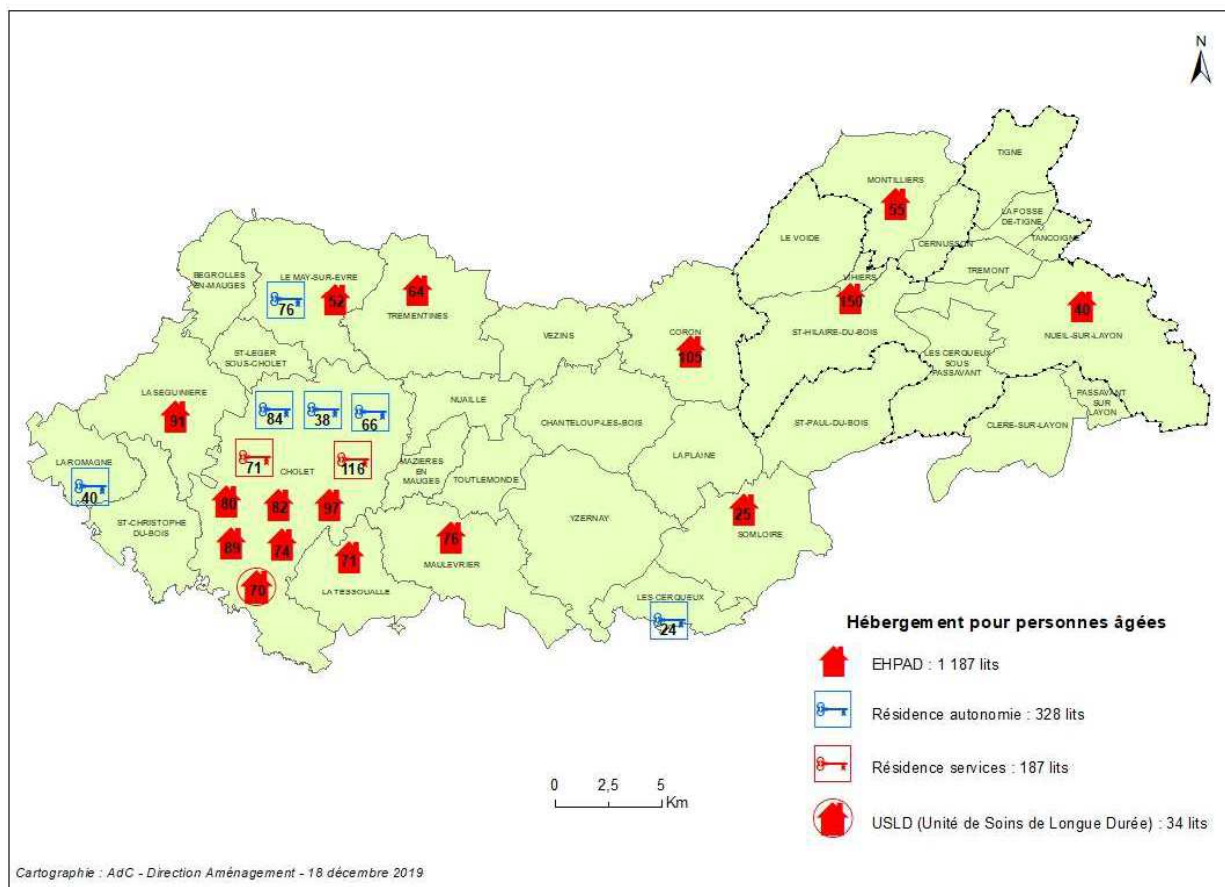 N
TIGNE
MONTILLIERS
55
LA FOSSE
DE-TIGNE
LE VOIDE
CERNUSSON
TANCOIGNE
TREMONT
BEGROLLES
EN-MAUGES
LE MAY-SUR-EVRE
76
52
64
TREMENTINES
VIHIERS
150
40
VEZINS
CORON
105
ST-HILAIRE-DU-BOIS
NUEIL-SUR-LAYON
ST-LEGER
SOUS-CHOLET
LES CERQUEUX
SOUS
PASSAVANT
LA SEGUINIERE
91
NUAILLE
PASSAVANT
SUR
LAYON
84
38
66
CHANTELOUP-LES-BOIS
ST-PAUL-DU-BOIS
CLERE-SUR-LAYON
71
116
CHOLET
LA ROMAGNE
40
MAZIERES
EN
MAUGES
TOUTLEMONDE
LA PLAINE
80
82
97
25
ST-CHRISTOPHE
DU-BOIS
YZERNAY
SOMLOIRE
89
74
71
76
MAULEVRIER
70
LA TESSOUALLE
LES CERQUEUX
24
Hébergement pour personnes âgées
EHPAD : 1 187 lits
Résidence autonomie : 328 lits
Résidence services : 187 lits
USLD (Unité de Soins de Longue Durée) : 34 lits
0 2,5 5
Km
Cartographie : AdC - Direction Aménagement - 18 décembre 2019